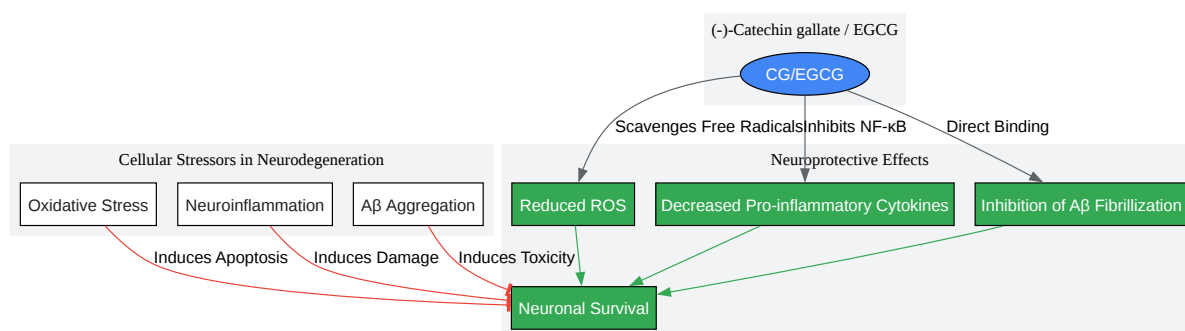 (-)-Catechin gallate / EGCG
CG/EGCG
Scavenges Free Radicals
Inhibits NF-κB
Direct Binding
Cellular Stressors in Neurodegeneration
Neuroprotective Effects
Oxidative Stress
Neuroinflammation
Aβ Aggregation
Reduced ROS
Decreased Pro-inflammatory Cytokines
Inhibition of Aβ Fibrillization
Induces Apoptosis
Induces Damage
Induces Toxicity
Neuronal Survival